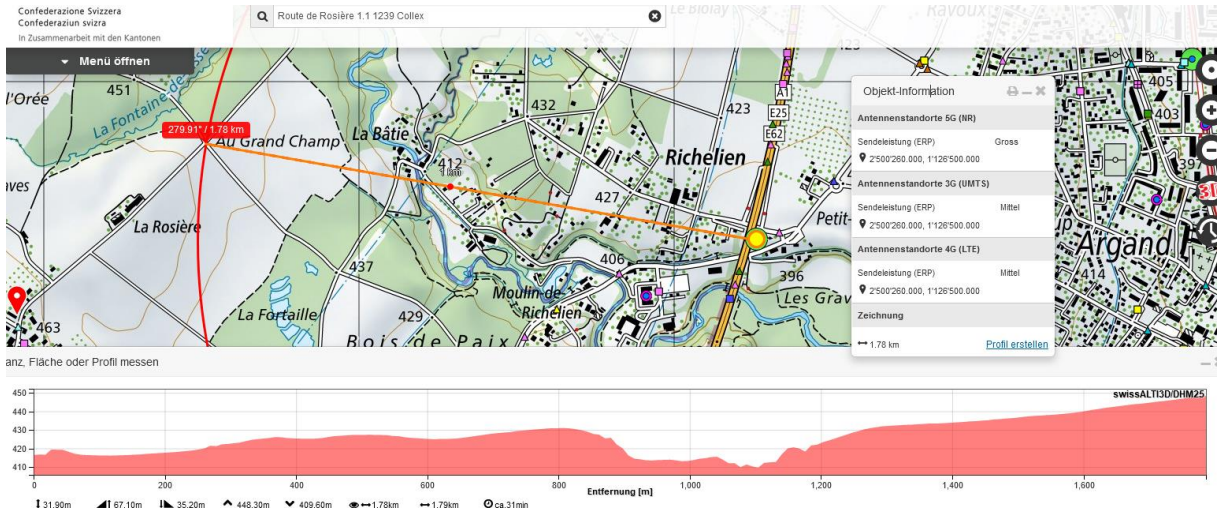 Confederazione Svizzera
Confederaziun svizra
In Zusammenarbeit mit den Kantonen
Route de Rosière 1.1 1239 Collex
Menü öffnen
Le Biolay
Ravoux
l'Orée
451
La Fontaine de
279.91° / 1.78 km
Au Grand Champ
La Bâtie
432
412
1 km
423
A1
E25
E62
Richelien
427
405
403
397
La Rosière
437
406
Petit-
396
Argand
414
Moulin-de-
Richelien
Les Grav
La Fortaille
429
463
Bois de Paix
Objekt-Information
Antennenstandorte 5G (NR)
Sendeleistung (ERP) Gross
2'500'260.000, 1'126'500.000
Antennenstandorte 3G (UMTS)
Sendeleistung (ERP) Mittel
2'500'260.000, 1'126'500.000
Antennenstandorte 4G (LTE)
Sendeleistung (ERP) Mittel
2'500'260.000, 1'126'500.000
Zeichnung
1.78 km Profil erstellen
anz, Fläche oder Profil messen
swissALTI3D/DHM25
450
440
430
420
410
0 200 400 600 800 1,000 1,200 1,400 1,600
Entfernung [m]
31.90m 67.10m 35.20m 448.30m 409.60m 1.78km 1.79km ca.31min